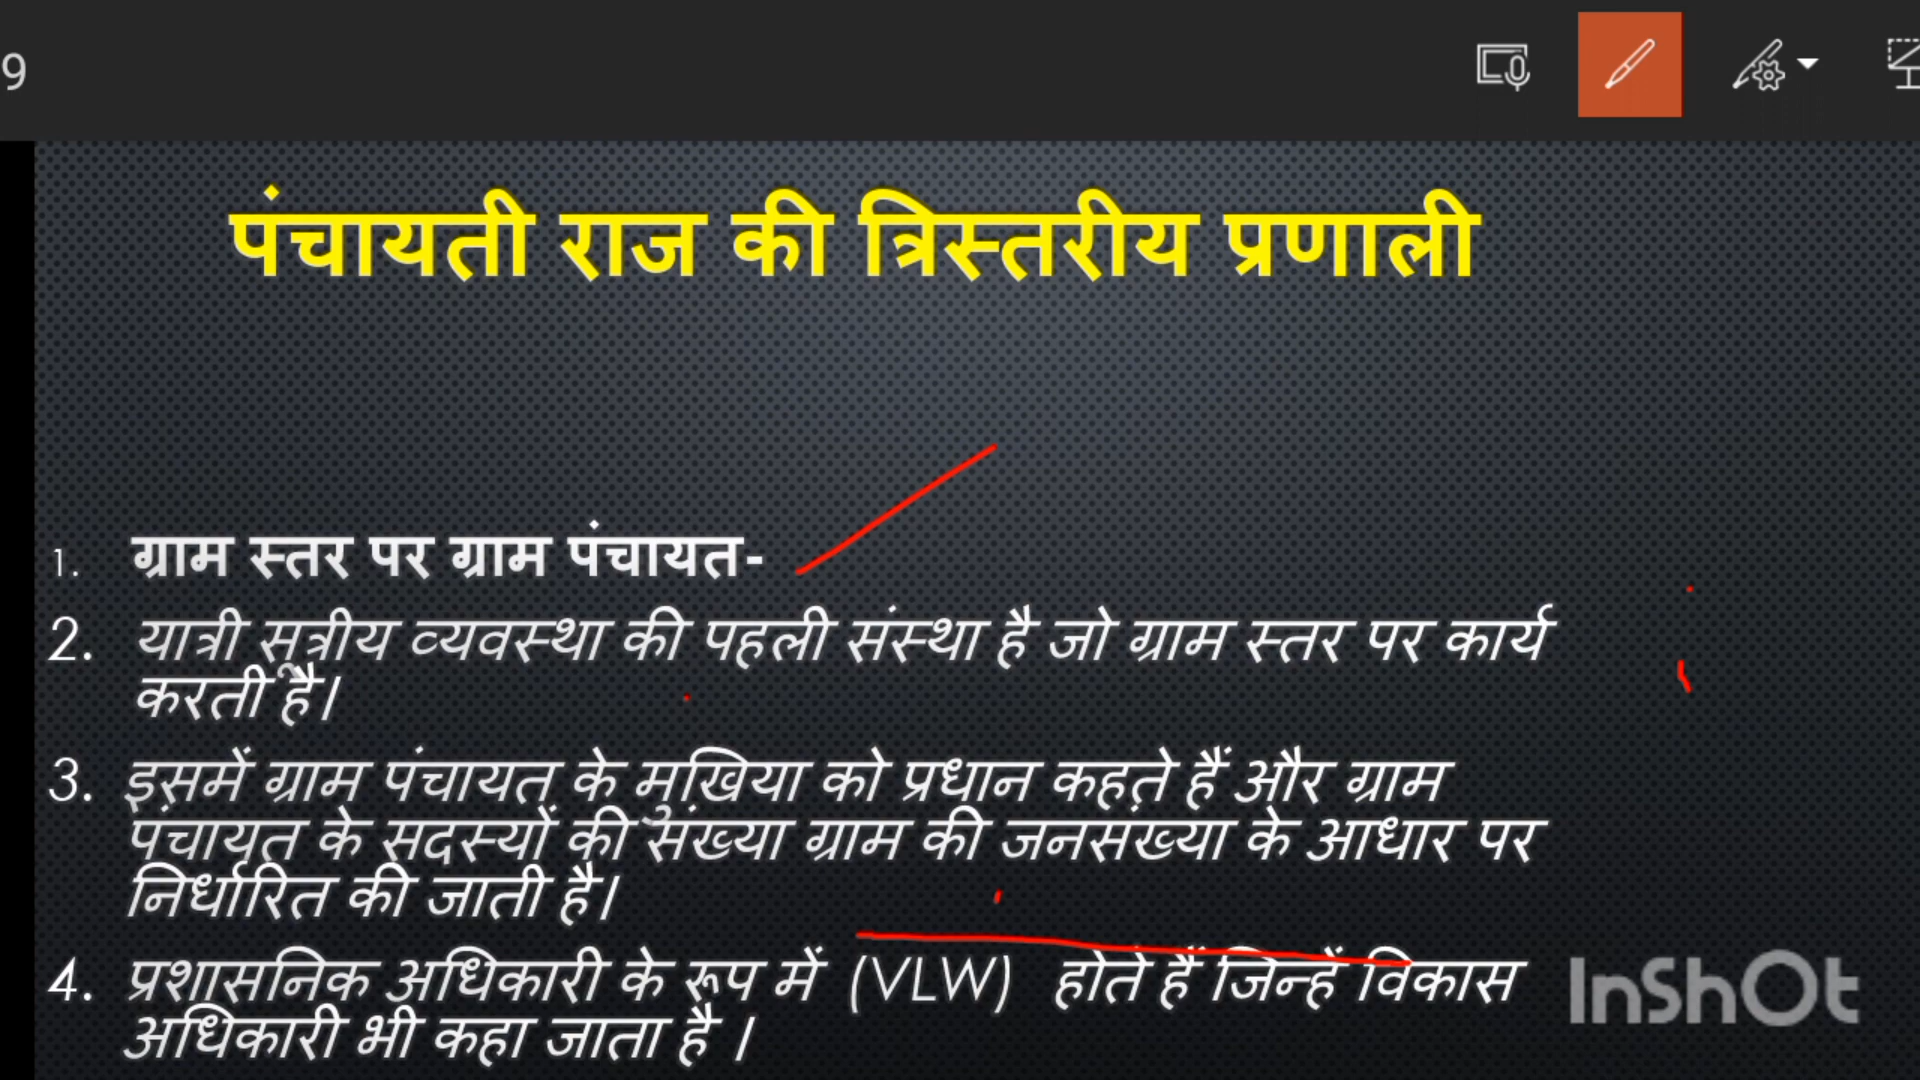 9
पंचायती राज की त्रिस्तरीय प्रणाली
1. ग्राम स्तर पर ग्राम पंचायत-
2. यात्री सूत्रीय व्यवस्था की पहली संस्था है जो ग्राम स्तर पर कार्य
करती है।
3. इसमें ग्राम पंचायत के मुखिया को प्रधान कहते हैं और ग्राम
पंचायत के सदस्यों की संख्या ग्राम की जनसंख्या के आधार पर
निर्धारित की जाती है।
4. प्रशासनिक अधिकारी के रूप में (VLW) होते हैं जिन्हें विकास
अधिकारी भी कहा जाता है ।
InShOt